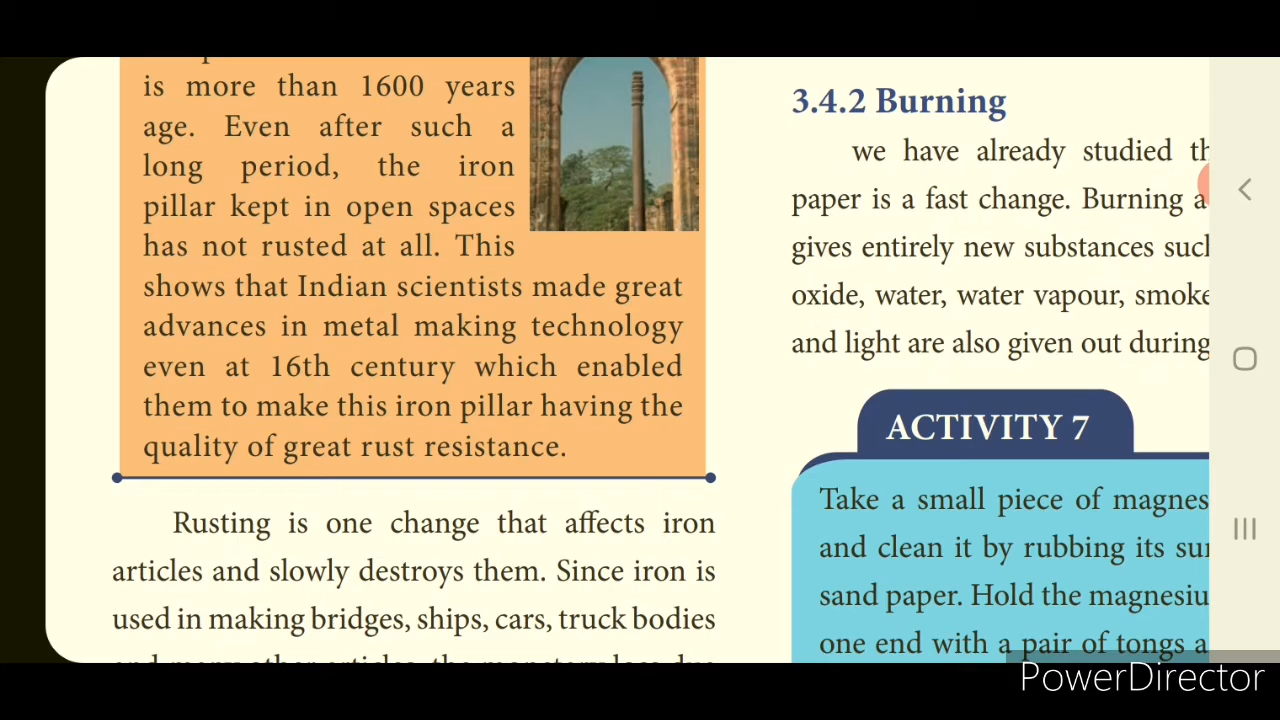 is more than 1600 years
age. Even after such a
long period, the iron
pillar kept in open spaces
has not rusted at all. This
shows that Indian scientists made great
advances in metal making technology
even at 16th century which enabled
them to make this iron pillar having the
quality of great rust resistance.
Rusting is one change that affects iron
articles and slowly destroys them. Since iron is
used in making bridges, ships, cars, truck bodies
3.4.2 Burning
we have already studied
paper is a fast change. Burning
gives entirely new substances
oxide, water, water vapour, smoke
and light are also given out during
ACTIVITY 7
Take a small piece of
and clean it by rubbing its
sand paper. Hold the
one end with a pair of tongs
PowerDirector